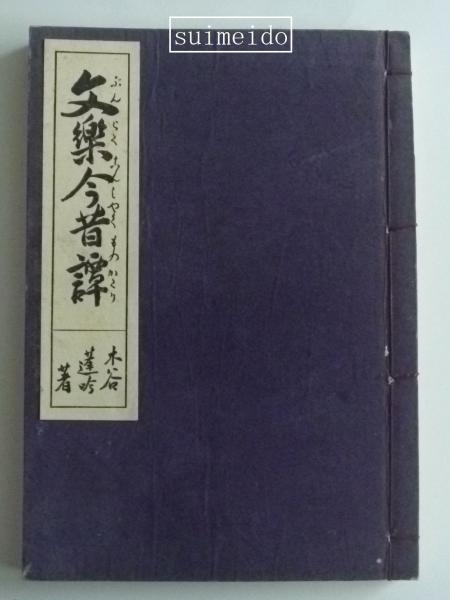 suimeido
文樂今昔譚
ぶんらくこんじやくものがたり
木谷
蓬吟
著